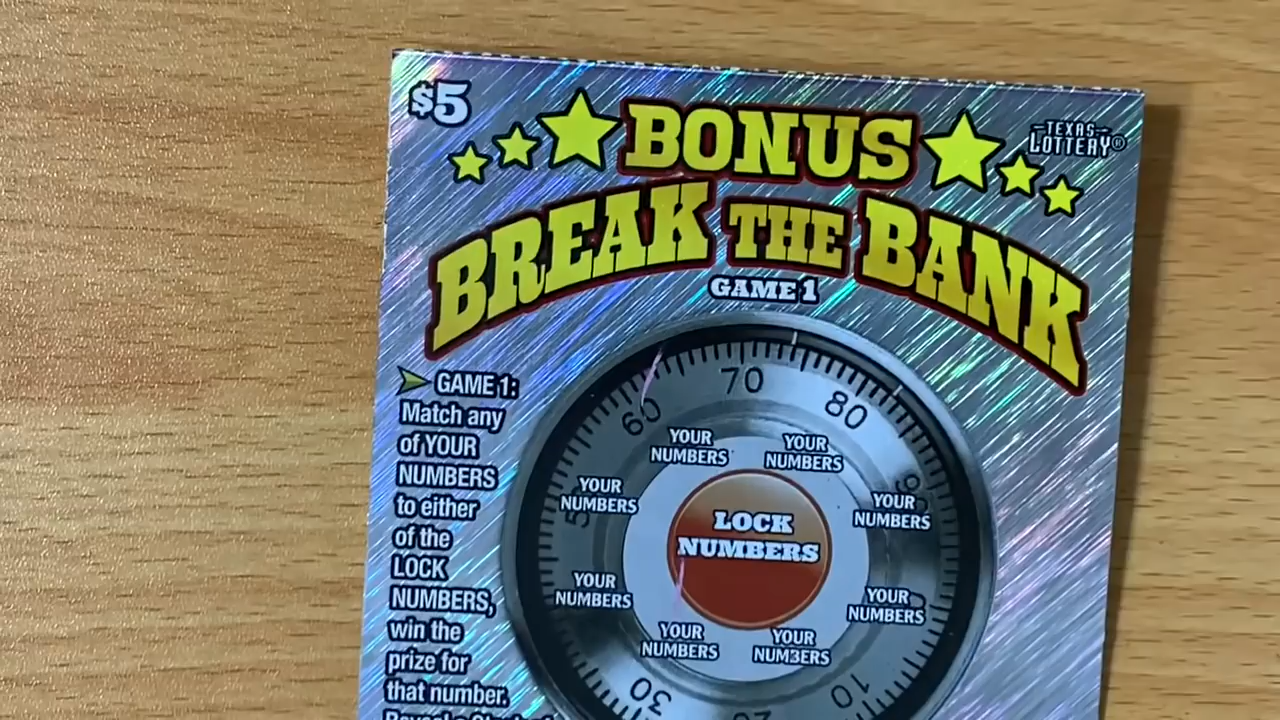 $5
BONUS
TEXAS
LOTTERY®
BREAK THE BANK
GAME 1
GAME 1:
Match any
of YOUR
NUMBERS
to either
of the
LOCK
NUMBERS,
win the
prize for
that number.
70
60
80
YOUR
NUMBERS
YOUR
NUMBERS
YOUR
NUMBERS
YOUR
NUMBERS
LOCK
NUMBERS
YOUR
NUMBERS
YOUR
NUMBERS
YOUR
NUMBERS
YOUR
NUMBERS
30
20
10